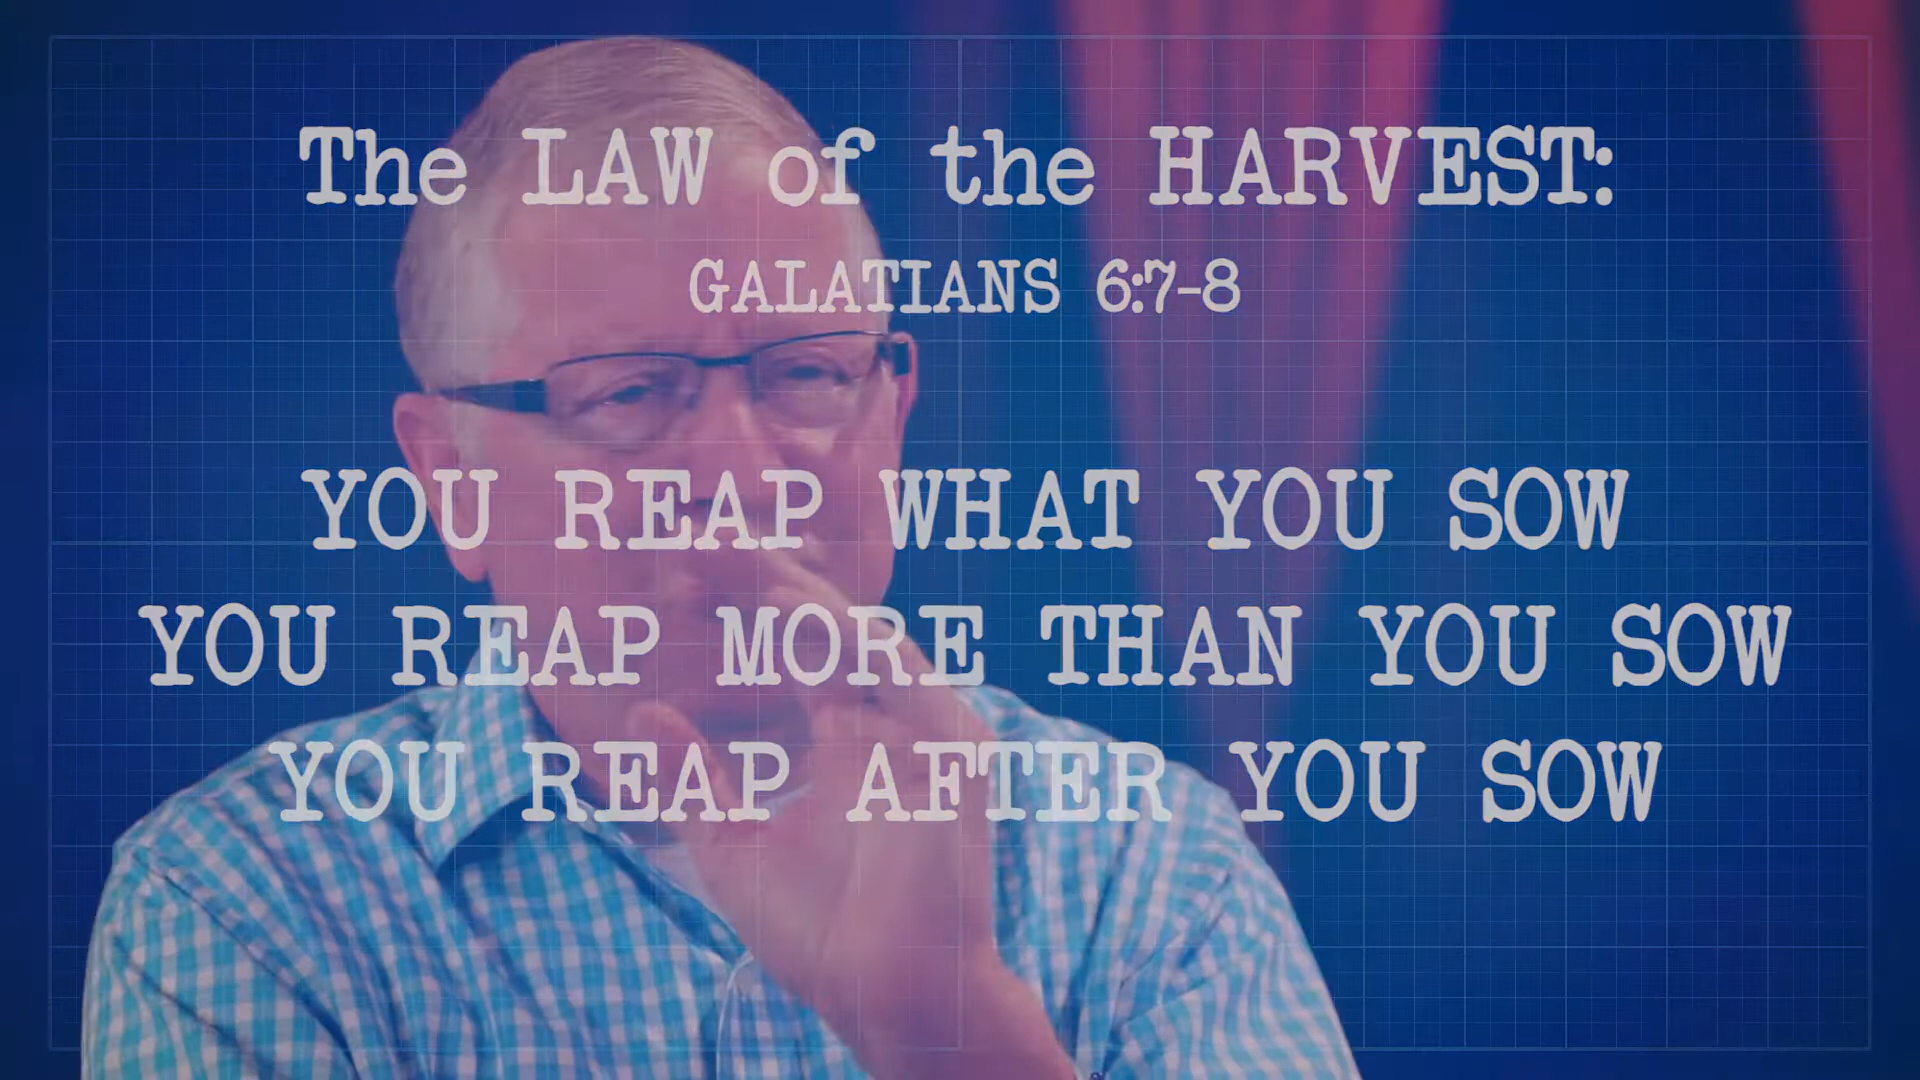 The LAW of the HARVEST:
GALATIANS 6:7-8
YOU REAP WHAT YOU SOW
YOU REAP MORE THAN YOU SOW
YOU REAP AFTER YOU SOW